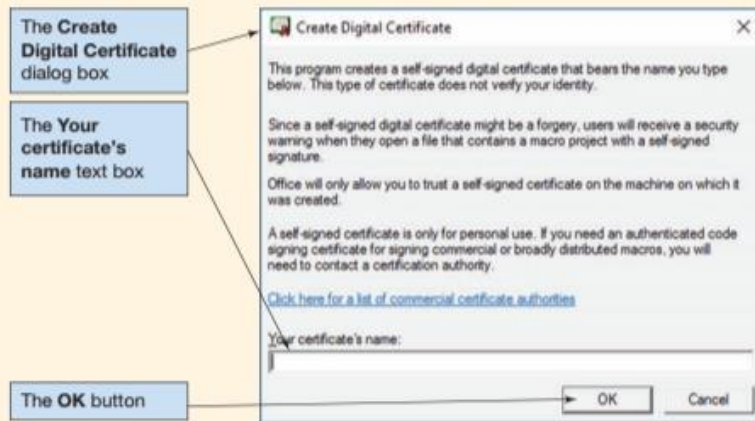 The Create
Digital Certificate
dialog box
The Your
certificate's
name text box
The OK button
Create Digital Certificate
This program creates a self-signed digital certificate that bears the name you type
below. This type of certificate does not verify your identity.
Since a self-signed digital certificate might be a forgery, users will receive a security
warning when they open a file that contains a macro project with a self-signed
signature.
Office will only allow you to trust a self-signed certificate on the machine on which it
was created.
A self-signed certificate is only for personal use. If you need an authenticated code
signing certificate for signing commercial or broadly distributed macros, you will
need to contact a certification authority.
Click here for a list of commercial certificate authorities
Your certificate's name:
OK
Cancel